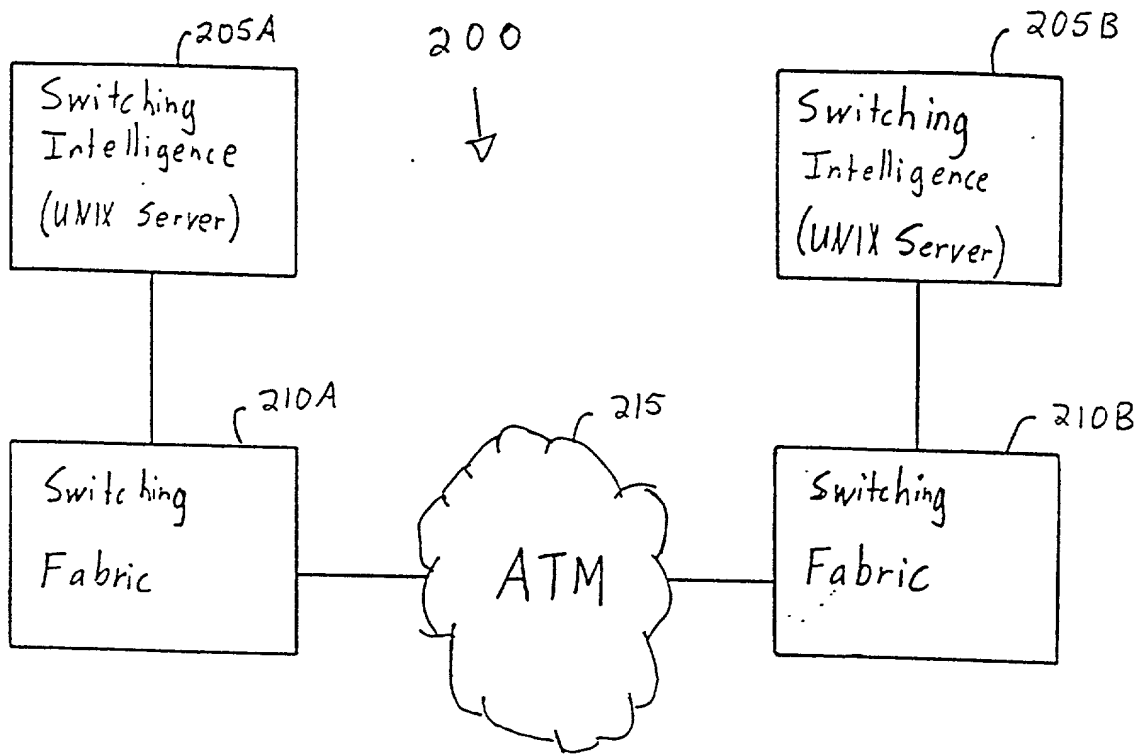 205A
200
205B
Switching
Intelligence
(UNIX Server)
Switching
Intelligence
(UNIX Server)
210A
215
210B
Switching
Fabric
ATM
Switching
Fabric